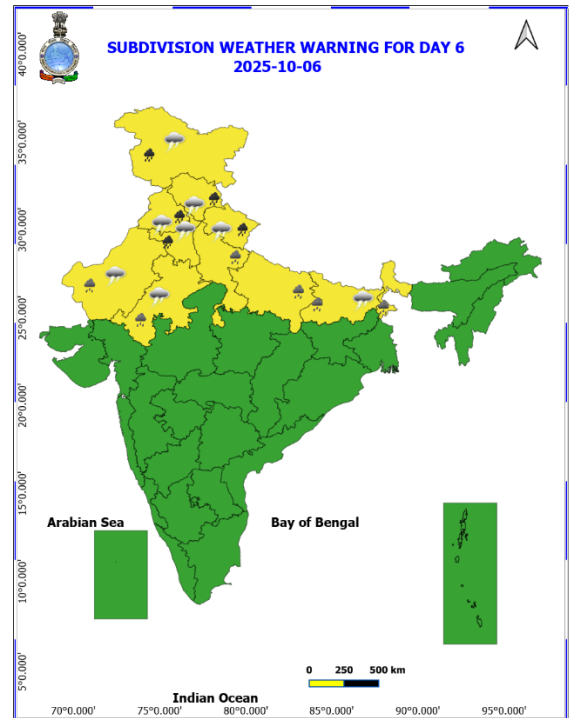 SUBDIVISION WEATHER WARNING FOR DAY 6
2025-10-06
40°0.000'
35°0.000'
30°0.000'
25°0.000'
20°0.000'
15°0.000'
10°0.000'
5°0.000'
Arabian Sea
Bay of Bengal
0 250 500 km
Indian Ocean
70°0.000' 75°0.000' 80°0.000' 85°0.000' 90°0.000' 95°0.000'